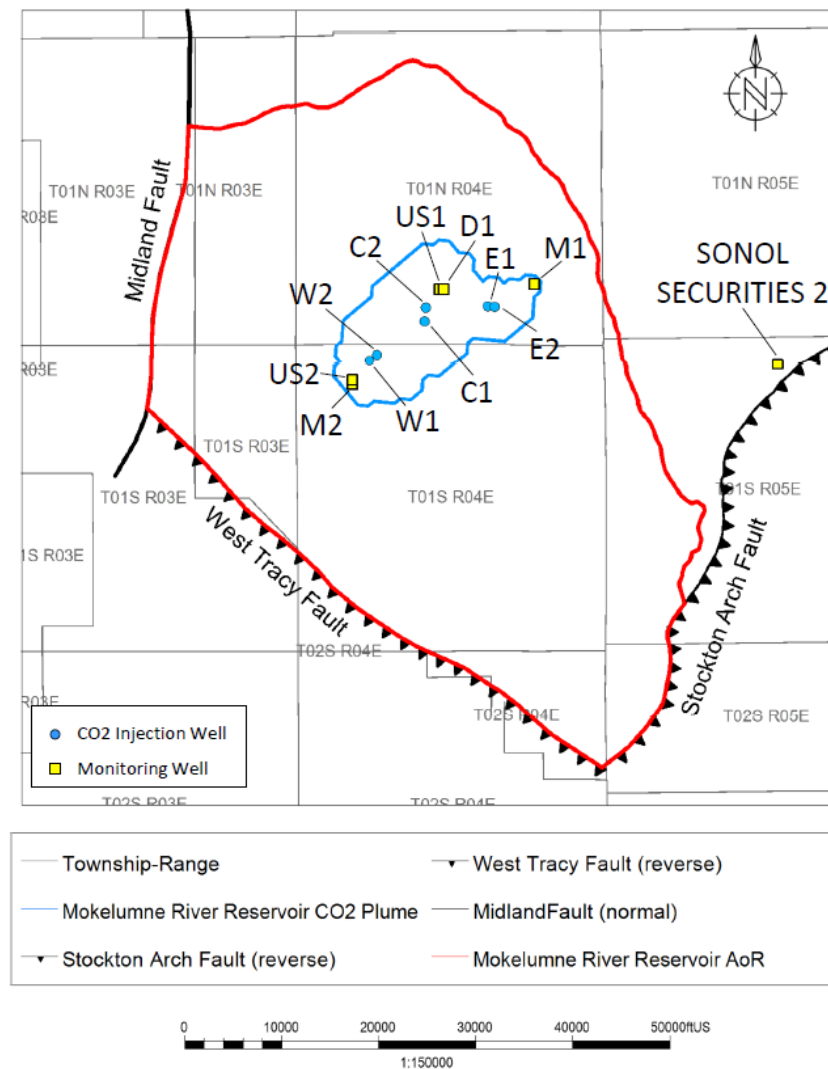 T01N R03E
T01N R03E
T01N R04E
T01N R05E
R03E
Midland Fault
US1
D1
C2
E1
M1
SONOL
SECURITIES 2
W2
E2
C1
US2
M2
W1
R03E
T01S R03E
T01S R03E
T01S R04E
T01S R05E
1S R03E
West Tracy Fault
Stockton Arch Fault
T02S R04E
T02S R04E
T02S R05E
R03E
CO2 Injection Well
Monitoring Well
T02S R03E
T02S R04E
Township-Range
West Tracy Fault (reverse)
Mokelumne River Reservoir CO2 Plume
MidlandFault (normal)
Stockton Arch Fault (reverse)
Mokelumne River Reservoir AoR
0 10000 20000 30000 40000 50000ftUS
1:150000